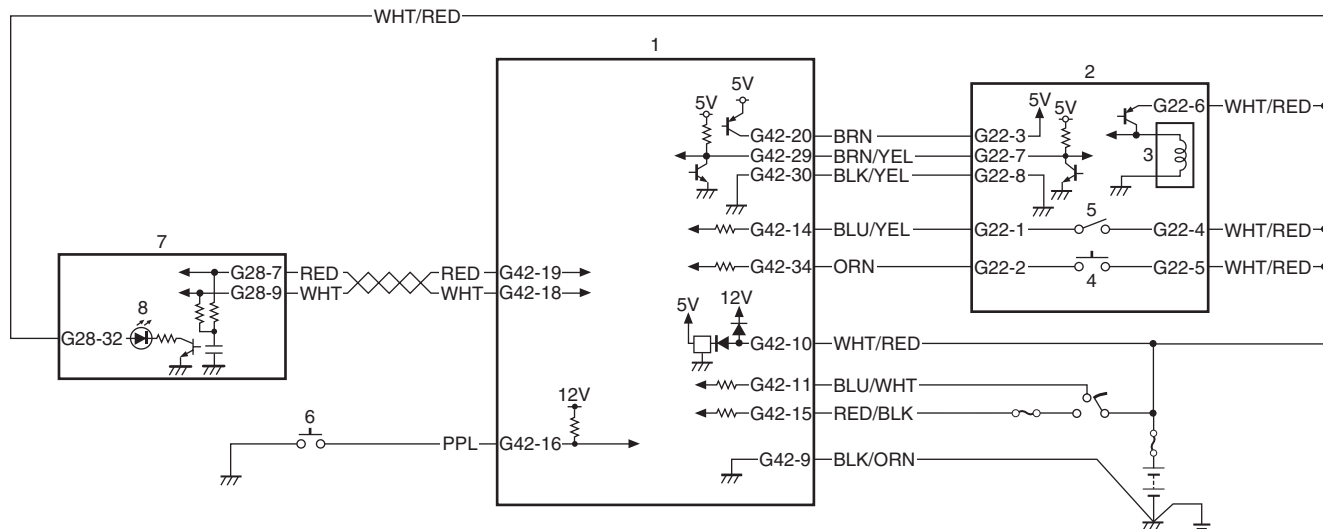 WHT/RED
1
2
5V
5V
5V
5V
G22-6 WHT/RED
G42-20 BRN G22-3
3
G42-29 BRN/YEL G22-7
G42-30 BLK/YEL G22-8
5
G42-14 BLU/YEL G22-1 G22-4 WHT/RED
7
G42-34 ORN G22-2 G22-5 WHT/RED
4
G28-7 RED RED G42-19
G28-9 WHT WHT G42-18
8
5V 12V
G28-32
G42-10 WHT/RED
G42-11 BLU/WHT
12V
G42-15 RED/BLK
6
PPL G42-16
G42-9 BLK/ORN